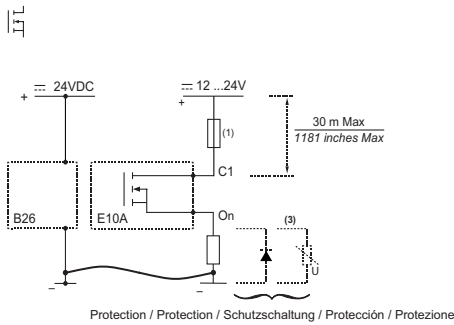 24VDC
12 ...24V
+
+
(1)
30 m Max
1181 inches Max
C1
B26
E10A
On
(3)
U
–
–
Protection / Protection / Schutzschaltung / Protección / Protezione